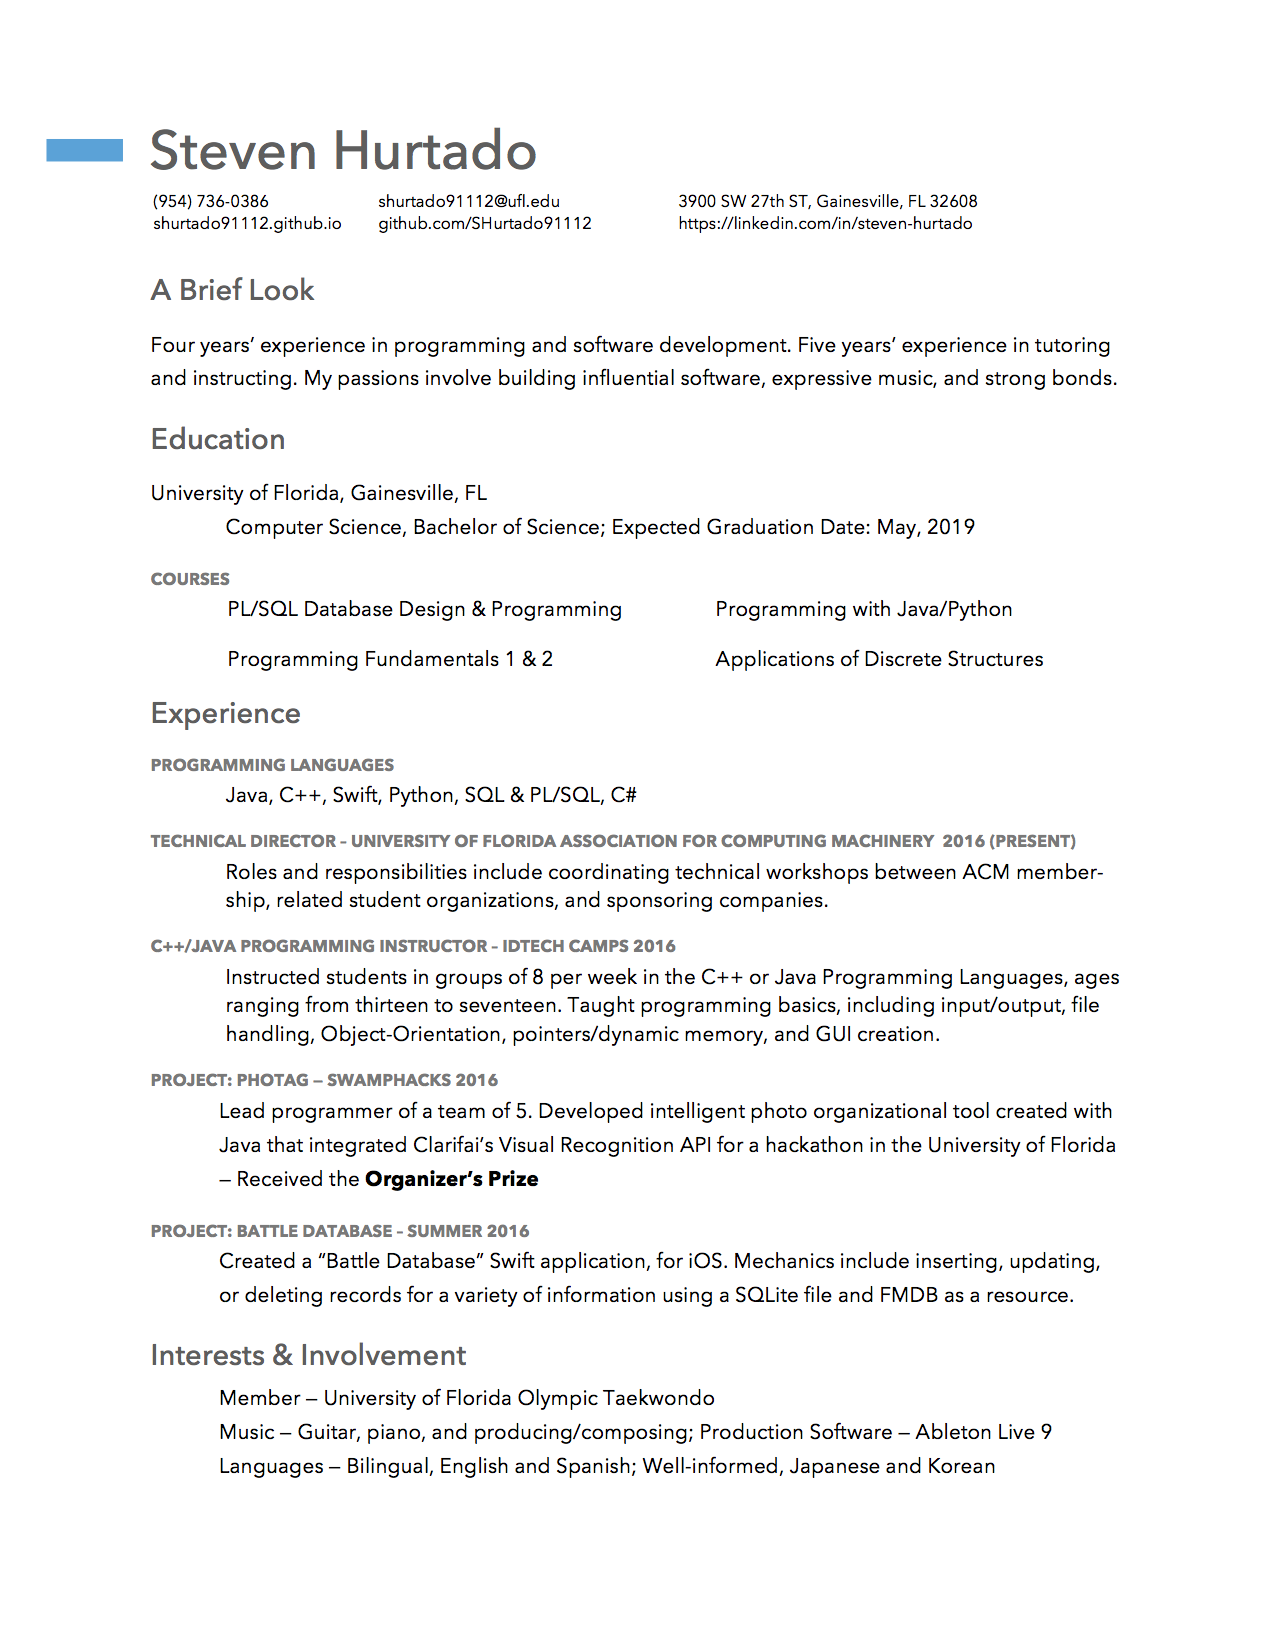 Steven Hurtado
(954) 736-0386 shurtado91112@ufl.edu 3900 SW 27th ST, Gainesville, FL 32608
shurtado91112.github.io github.com/SHurtado91112 https://linkedin.com/in/steven-hurtado
A Brief Look
Four years’ experience in programming and software development. Five years’ experience in tutoring
and instructing. My passions involve building influential software, expressive music, and strong bonds.
Education
University of Florida, Gainesville, FL
Computer Science, Bachelor of Science; Expected Graduation Date: May, 2019
COURSES
PL/SQL Database Design & Programming Programming with Java/Python
Programming Fundamentals 1 & 2 Applications of Discrete Structures
Experience
PROGRAMMING LANGUAGES
Java, C++, Swift, Python, SQL & PL/SQL, C#
TECHNICAL DIRECTOR – UNIVERSITY OF FLORIDA ASSOCIATION FOR COMPUTING MACHINERY 2016 (PRESENT)
Roles and responsibilities include coordinating technical workshops between ACM member-
ship, related student organizations, and sponsoring companies.
C++/JAVA PROGRAMMING INSTRUCTOR – IDTECH CAMPS 2016
Instructed students in groups of 8 per week in the C++ or Java Programming Languages, ages
ranging from thirteen to seventeen. Taught programming basics, including input/output, file
handling, Object-Orientation, pointers/dynamic memory, and GUI creation.
PROJECT: PHOTAG — SWAMPHACKS 2016
Lead programmer of a team of 5. Developed intelligent photo organizational tool created with
Java that integrated Clarifai’s Visual Recognition API for a hackathon in the University of Florida
— Received the Organizer’s Prize
PROJECT: BATTLE DATABASE – SUMMER 2016
Created a “Battle Database” Swift application, for iOS. Mechanics include inserting, updating,
or deleting records for a variety of information using a SQLite file and FMDB as a resource.
Interests & Involvement
Member — University of Florida Olympic Taekwondo
Music — Guitar, piano, and producing/composing; Production Software — Ableton Live 9
Languages — Bilingual, English and Spanish; Well-informed, Japanese and Korean